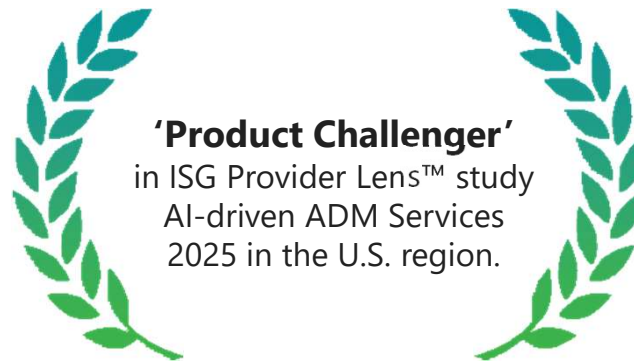 ‘Product Challenger’
in ISG Provider Lens™ study
AI-driven ADM Services
2025 in the U.S. region.